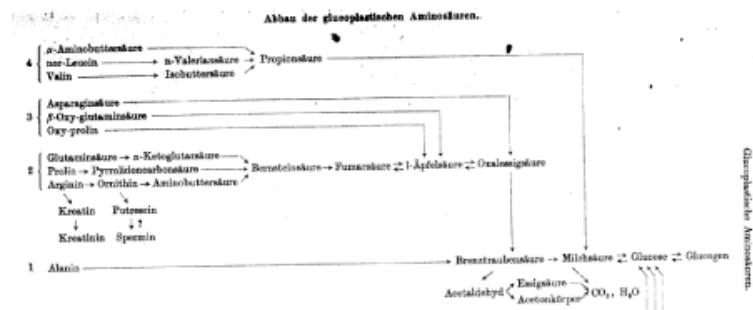 Abbau der glucoplastischen Aminosäuren.
4 { α-Aminobuttersäure
nor-Leucin → n-Valeriansäure → Propionsäure
Valin → Isobuttersäure
3 { Asparaginsäure
β-Oxy-glutaminsäure
Oxy-prolin
2 { Glutaminsäure → α-Ketoglutarsäure
Prolin → Pyrrolidoncarbonsäure → Bernsteinsäure → Fumarsäure ⇄ l-Äpfelsäure ⇄ Oxalessigsäure
Arginin → Ornithin → Aminobuttersäure
Kreatin Putrescin
Kreatinin Spermin
1 Alanin → Brenztraubensäure → Milchsäure ⇄ Glucose ⇄ Glucogen
Acetaldehyd Essigsäure
Acetonkörper CO₂, H₂O
Glucoplastische Aminosäuren.